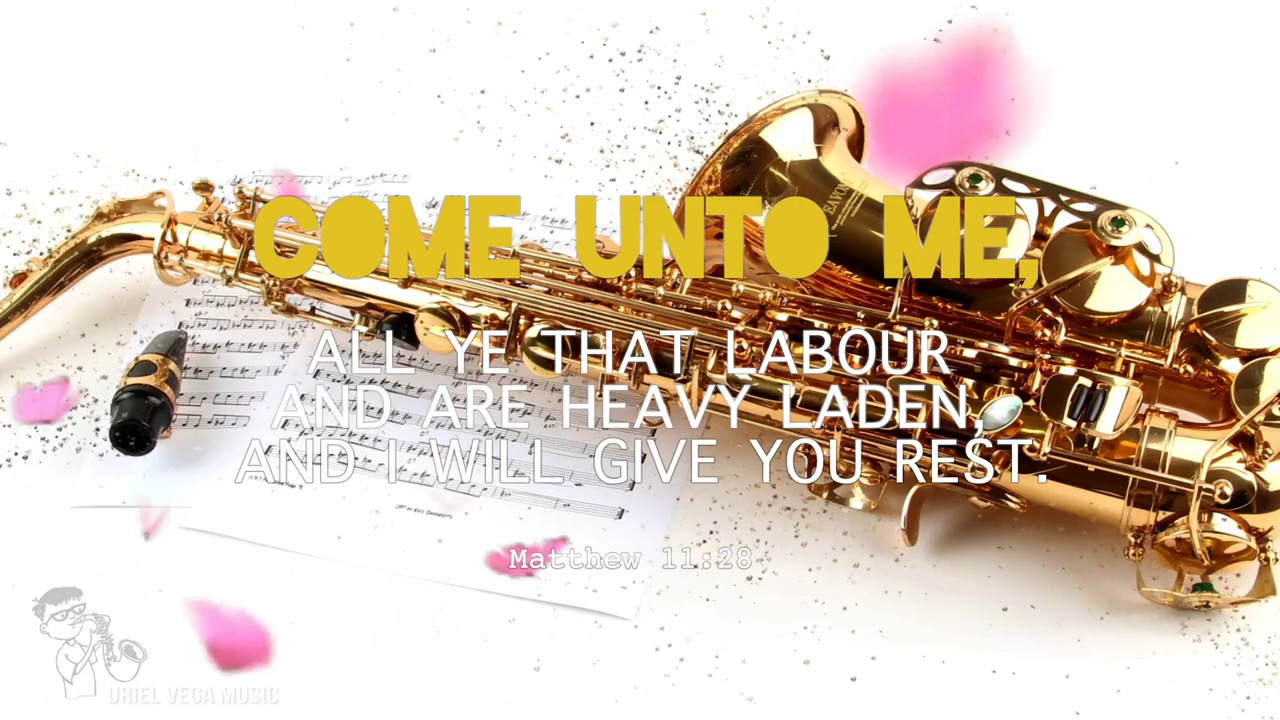 COME UNTO ME,
ALL YE THAT LABOUR
AND ARE HEAVY LADEN,
AND I WILL GIVE YOU REST.
Matthew 11:28
URIEL VEGA MUSIC